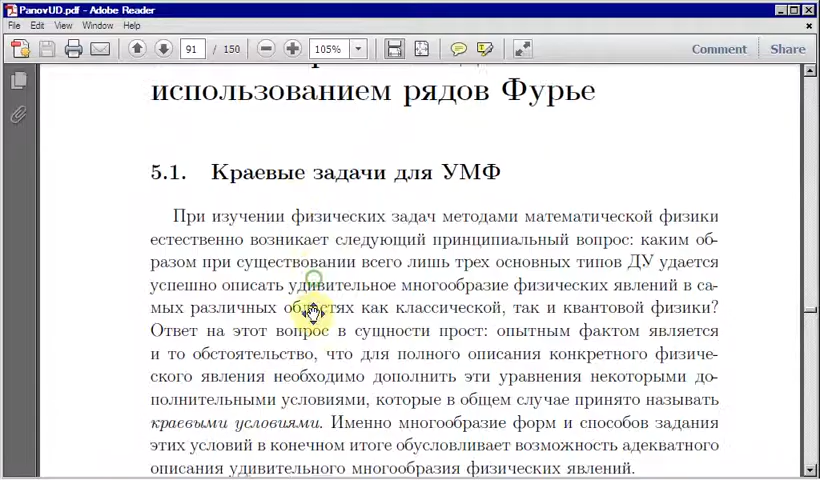 PanovUD.pdf - Adobe Reader
File Edit View Window Help
91 / 150 105% Comment Share
использованием рядов Фурье
5.1. Краевые задачи для УМФ
При изучении физических задач методами математической физики
естественно возникает следующий принципиальный вопрос: каким об-
разом при существовании всего лишь трех основных типов ДУ удается
успешно описать удивительное многообразие физических явлений в са-
мых различных областях как классической, так и квантовой физики?
Ответ на этот вопрос в сущности прост: опытным фактом является
и то обстоятельство, что для полного описания конкретного физиче-
ского явления необходимо дополнить эти уравнения некоторыми до-
полнительными условиями, которые в общем случае принято называть
краевыми условиями. Именно многообразие форм и способов задания
этих условий в конечном итоге обусловливает возможность адекватного
описания удивительного многообразия физических явлений.